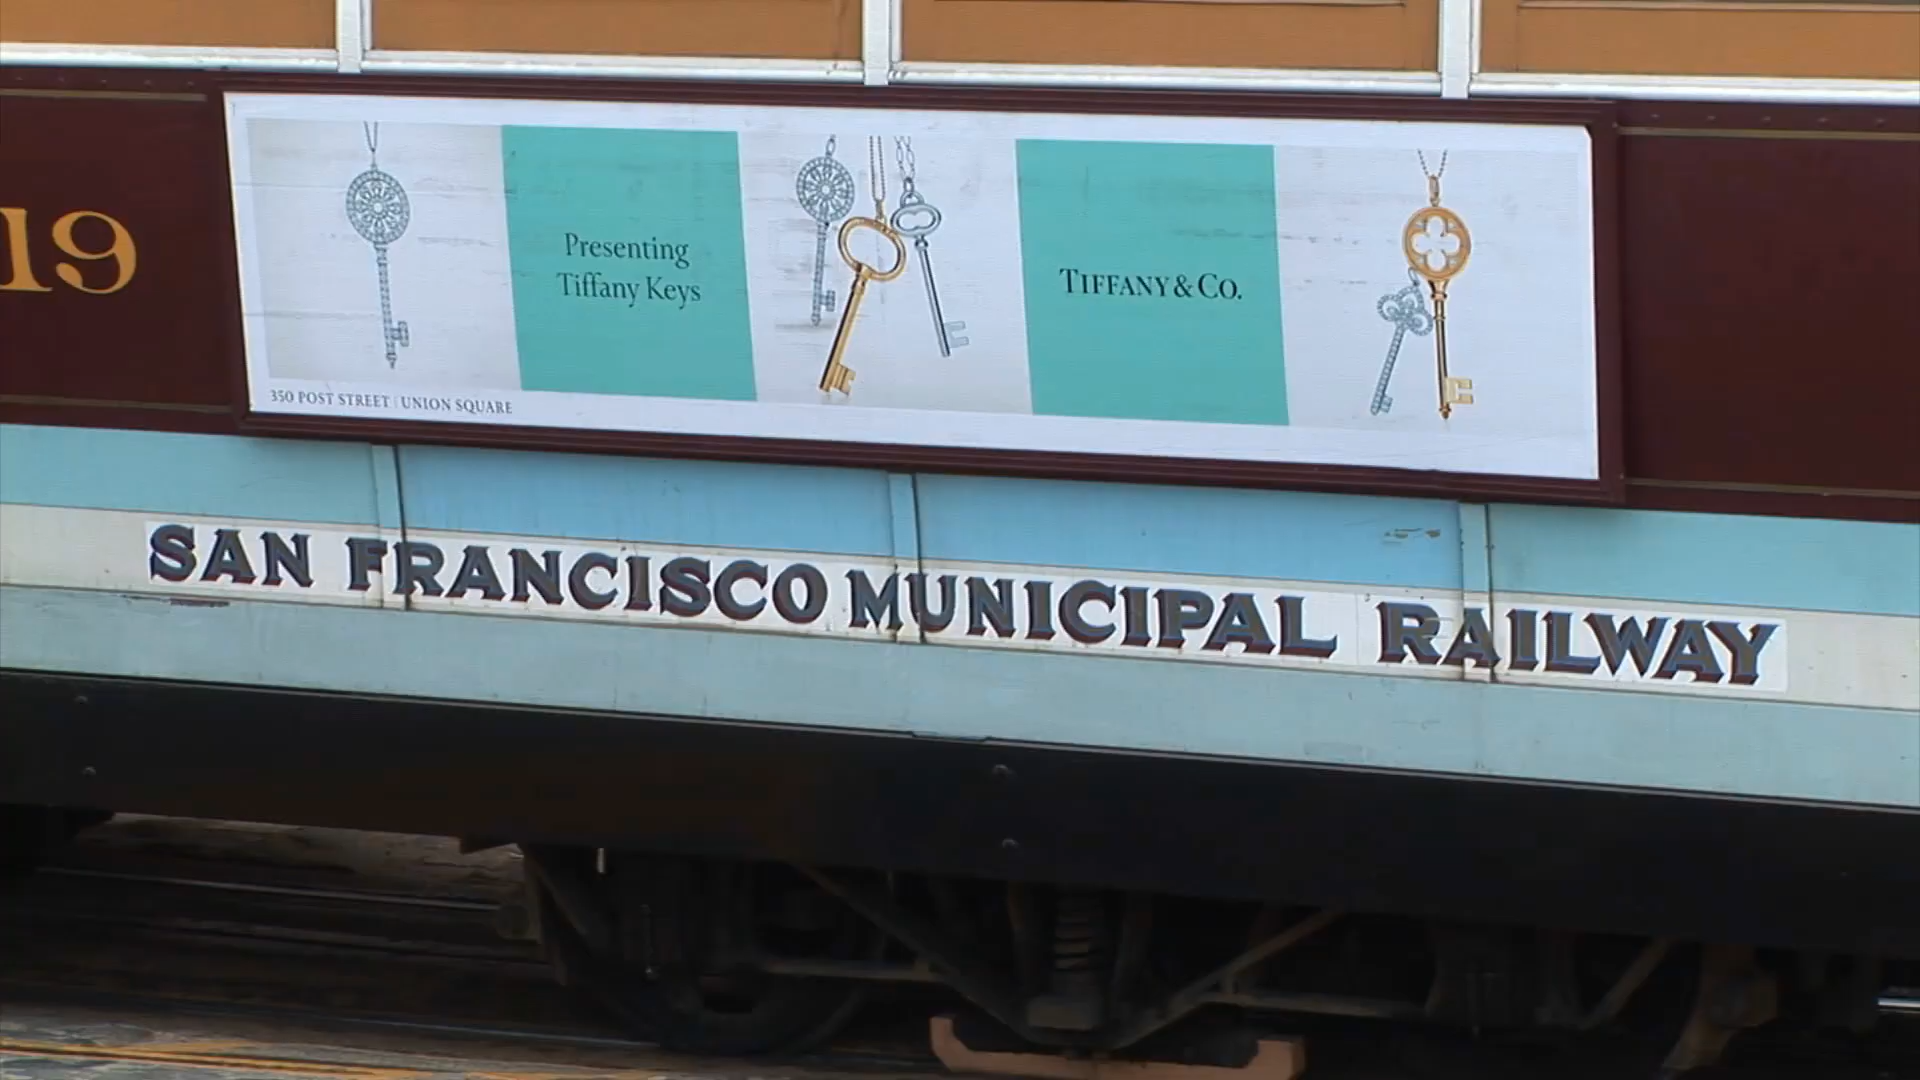 19
Presenting
Tiffany Keys
TIFFANY & CO.
350 POST STREET | UNION SQUARE
SAN FRANCISCO MUNICIPAL RAILWAY